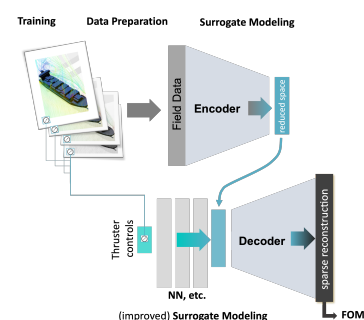 Training Data Preparation Surrogate Modeling
Field Data
Encoder
reduced space
Thruster
controls
NN, etc.
Decoder
sparse reconstruction
FOM
(improved) Surrogate Modeling